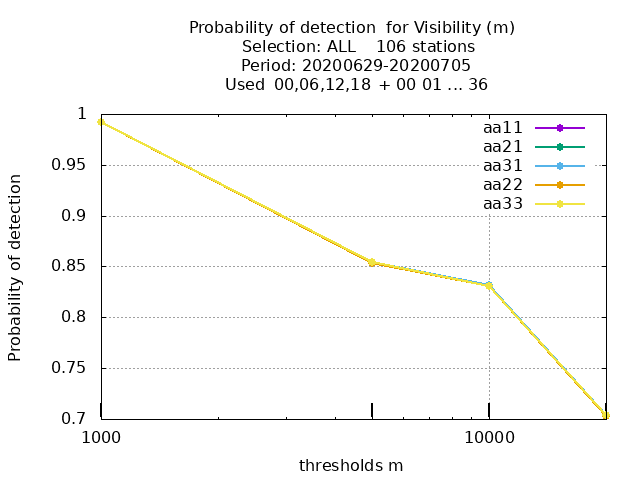 Probability of detection  for Visibility (m)
Selection: ALL    106 stations
Period: 20200629-20200705
Used  00,06,12,18 + 00 01 ... 36
1
0.95
0.9
0.85
0.8
0.75
0.7
Probability of detection
aa11
aa21
aa31
aa22
aa33
1000
10000
thresholds m